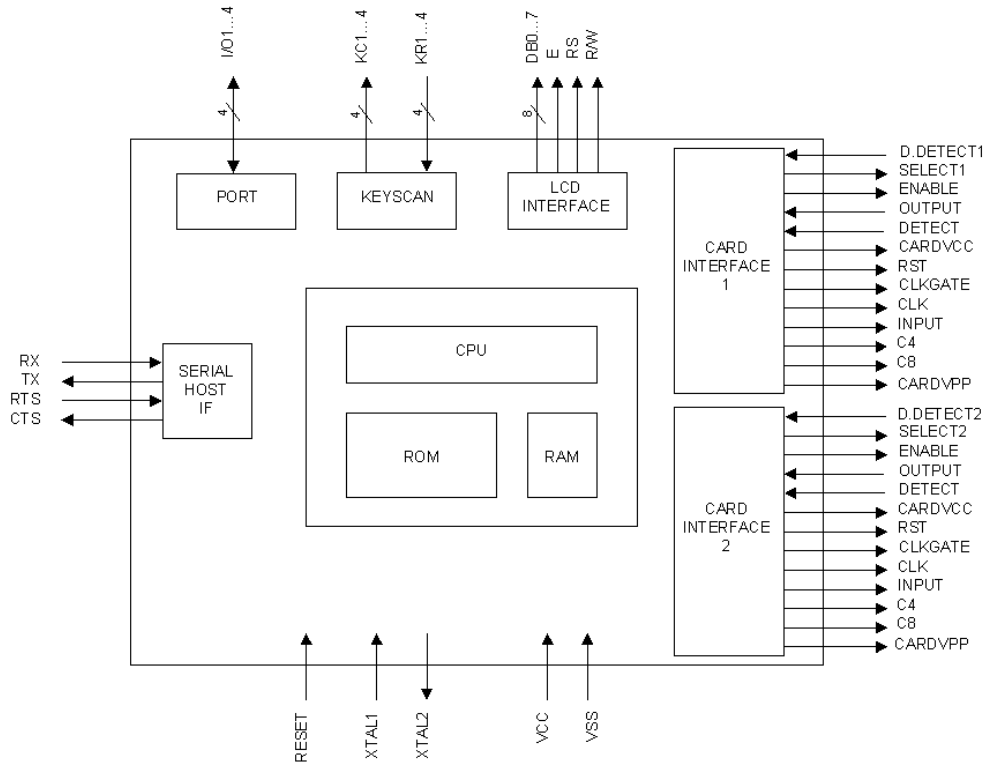 I/O1...4
KC1...4
KR1...4
DB0...7
E
RS
R/W
4
4
4
8
PORT
KEYSCAN
LCD
INTERFACE
CARD
INTERFACE
1
D.DETECT1
SELECT1
ENABLE
OUTPUT
DETECT
CARDVCC
RST
CLKGATE
CLK
INPUT
C4
C8
CARDVPP
RX
TX
RTS
CTS
SERIAL
HOST
IF
CPU
ROM
RAM
CARD
INTERFACE
2
D.DETECT2
SELECT2
ENABLE
OUTPUT
DETECT
CARDVCC
RST
CLKGATE
CLK
INPUT
C4
C8
CARDVPP
RESET
XTAL1
XTAL2
VCC
VSS